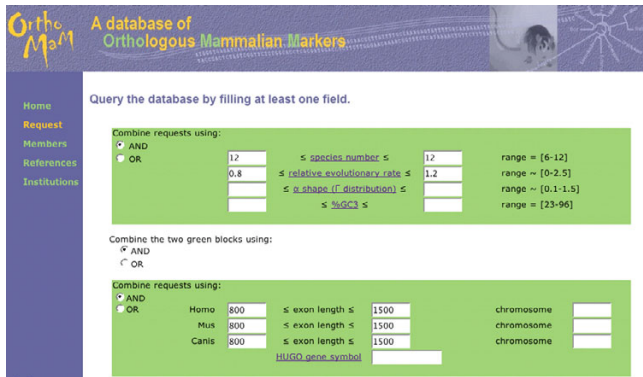 Ortho
MaM
A database of
Orthologous Mammalian Markers
Home
Request
Members
References
Institutions
Query the database by filling at least one field.
Combine requests using:
AND
OR
12 ≤ species number ≤ 12 range = [6-12]
0.8 ≤ relative evolutionary rate ≤ 1.2 range ~ [0-2.5]
≤ α shape (Γ distribution) ≤ range ~ [0.1-1.5]
≤ %GC3 ≤ range = [23-96]
Combine the two green blocks using:
AND
OR
Combine requests using:
AND
OR
Homo 800 ≤ exon length ≤ 1500 chromosome
Mus 800 ≤ exon length ≤ 1500 chromosome
Canis 800 ≤ exon length ≤ 1500 chromosome
HUGO gene symbol